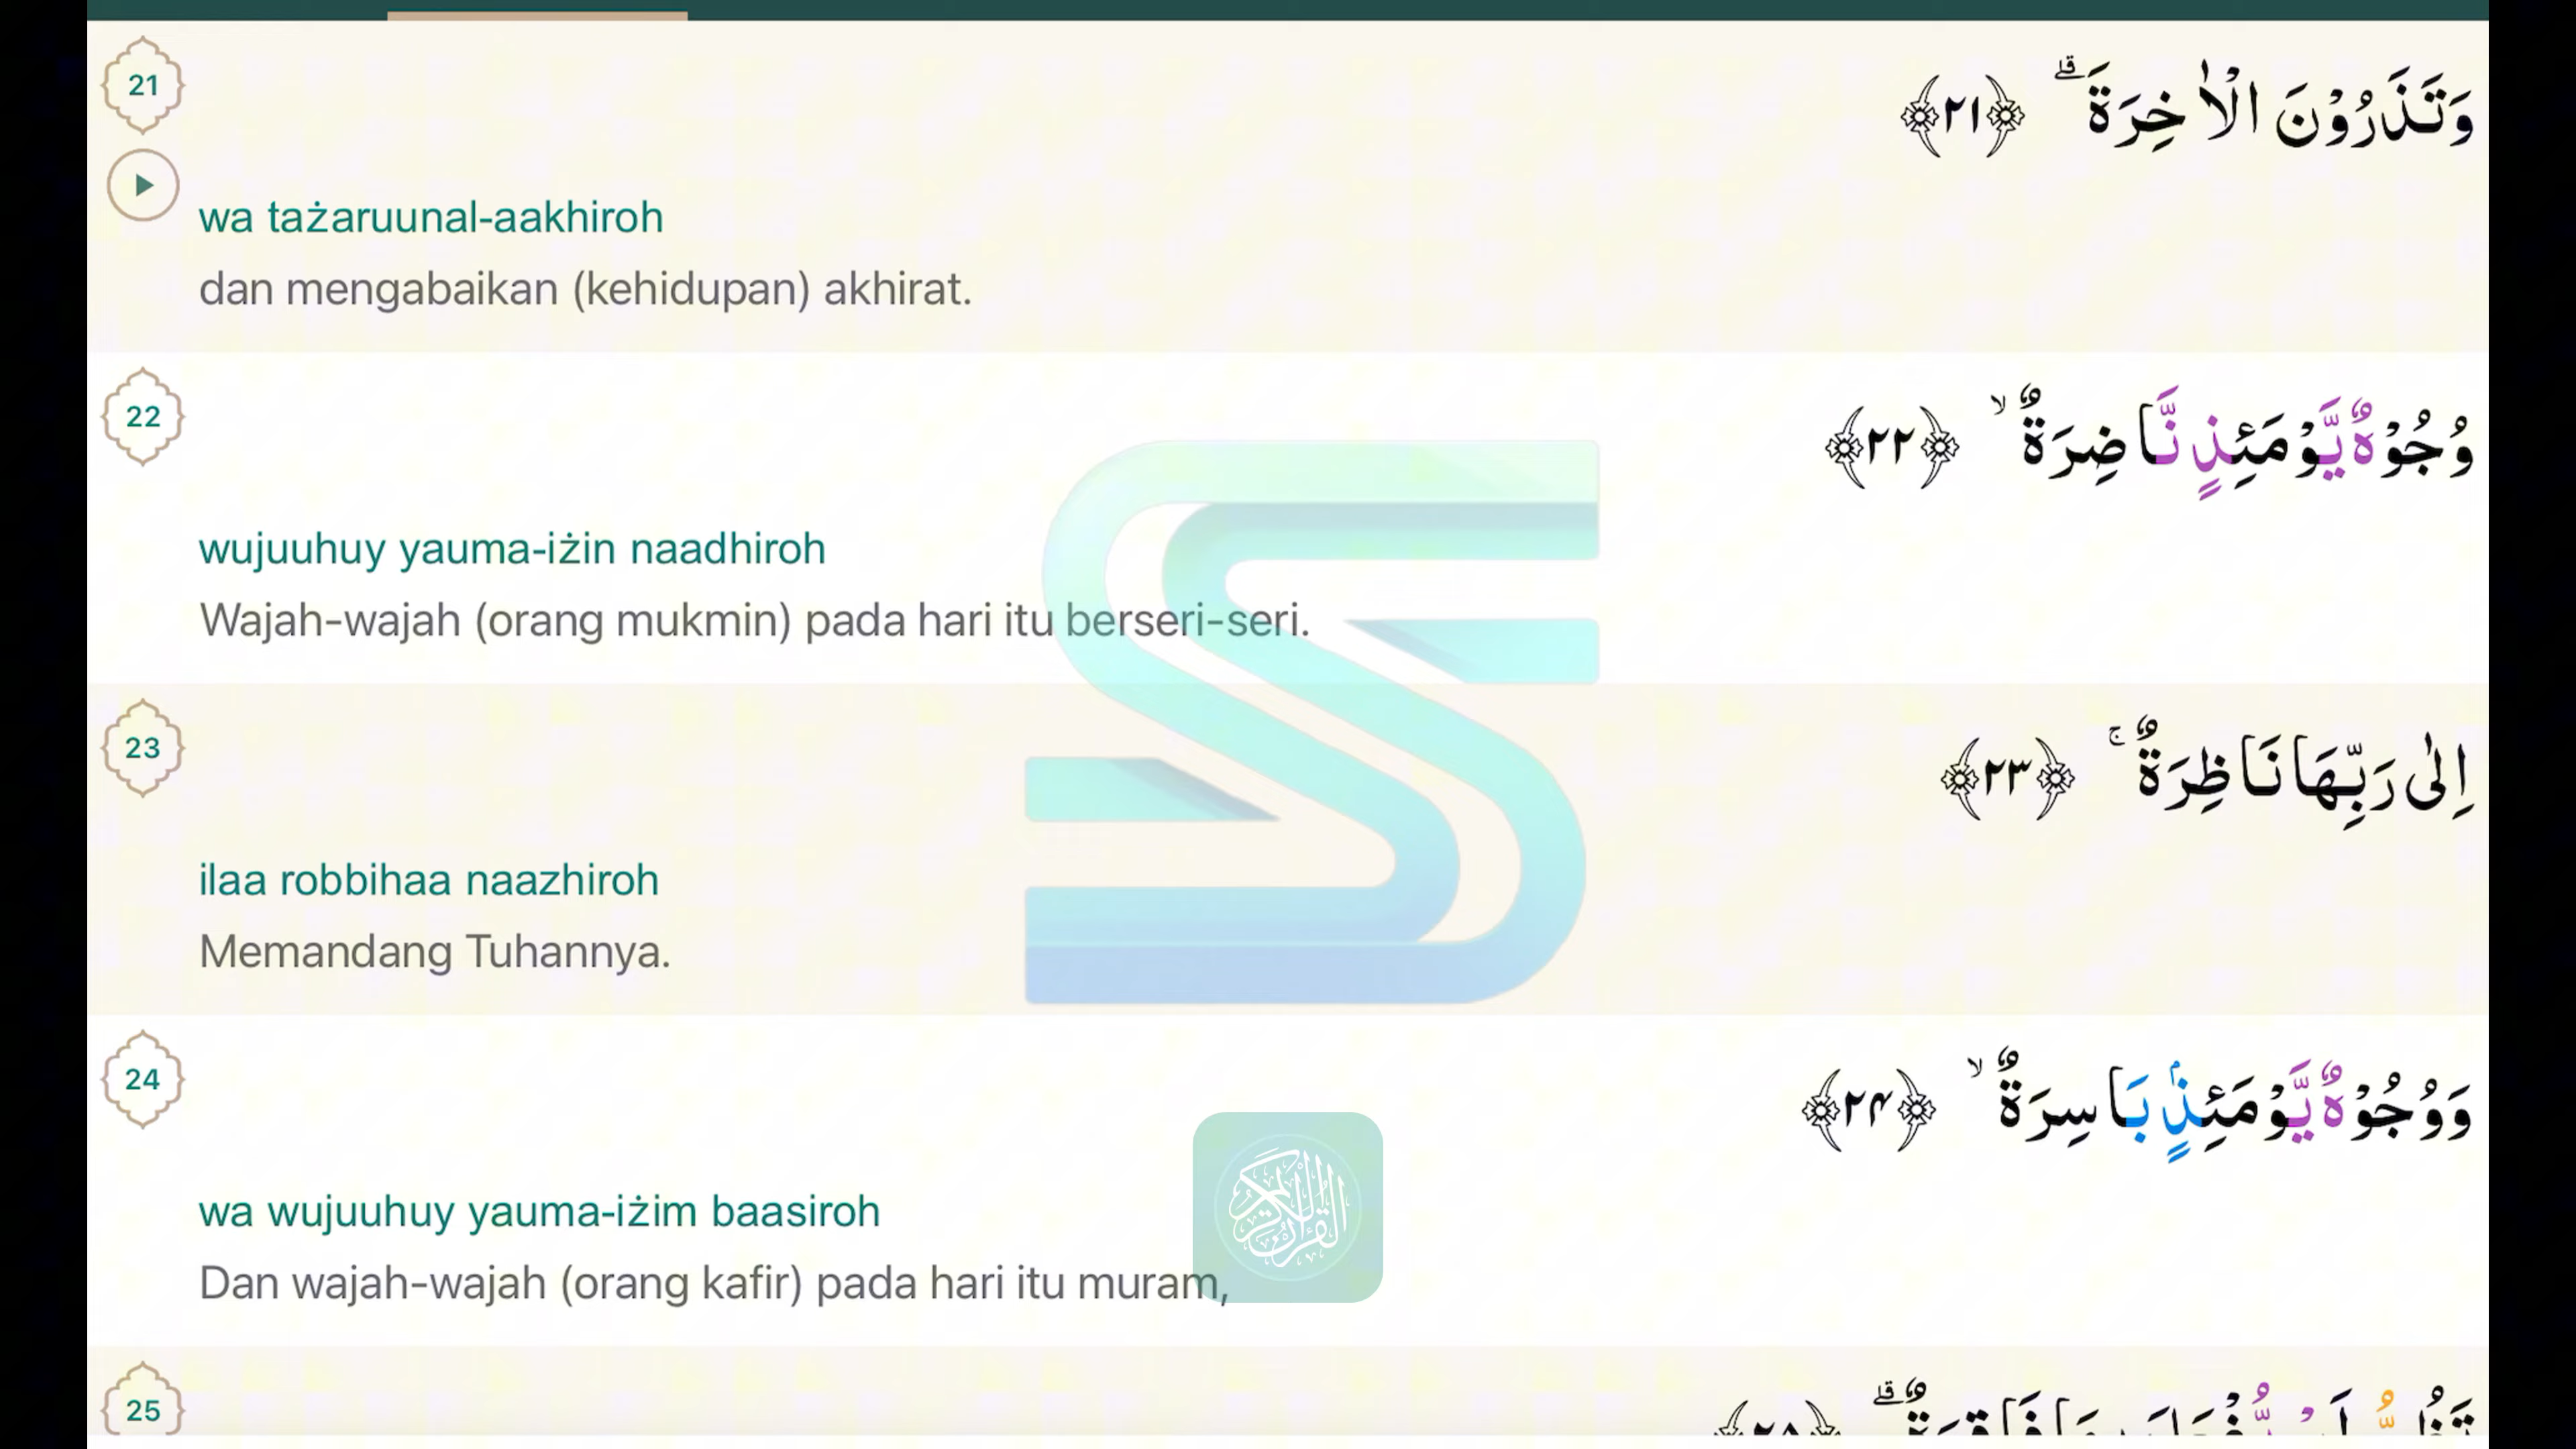 21
وَتَذَرُوْنَ الْاٰخِرَةَ ۗ ﴿٢١﴾
wa tażaruunal-aakhiroh
dan mengabaikan (kehidupan) akhirat.
22
وُجُوْهٌ يَّوْمَئِذٍ نَّاضِرَةٌ ۙ ﴿٢٢﴾
wujuuhuy yauma-iżin naadhiroh
Wajah-wajah (orang mukmin) pada hari itu berseri-seri.
23
اِلٰى رَبِّهَا نَاظِرَةٌ ۚ ﴿٢٣﴾
ilaa robbihaa naazhiroh
Memandang Tuhannya.
24
وَوُجُوْهٌ يَّوْمَئِذٍۢ بَاسِرَةٌ ۙ ﴿٢٤﴾
wa wujuuhuy yauma-iżim baasiroh
Dan wajah-wajah (orang kafir) pada hari itu muram,
القرآن الكريم
25